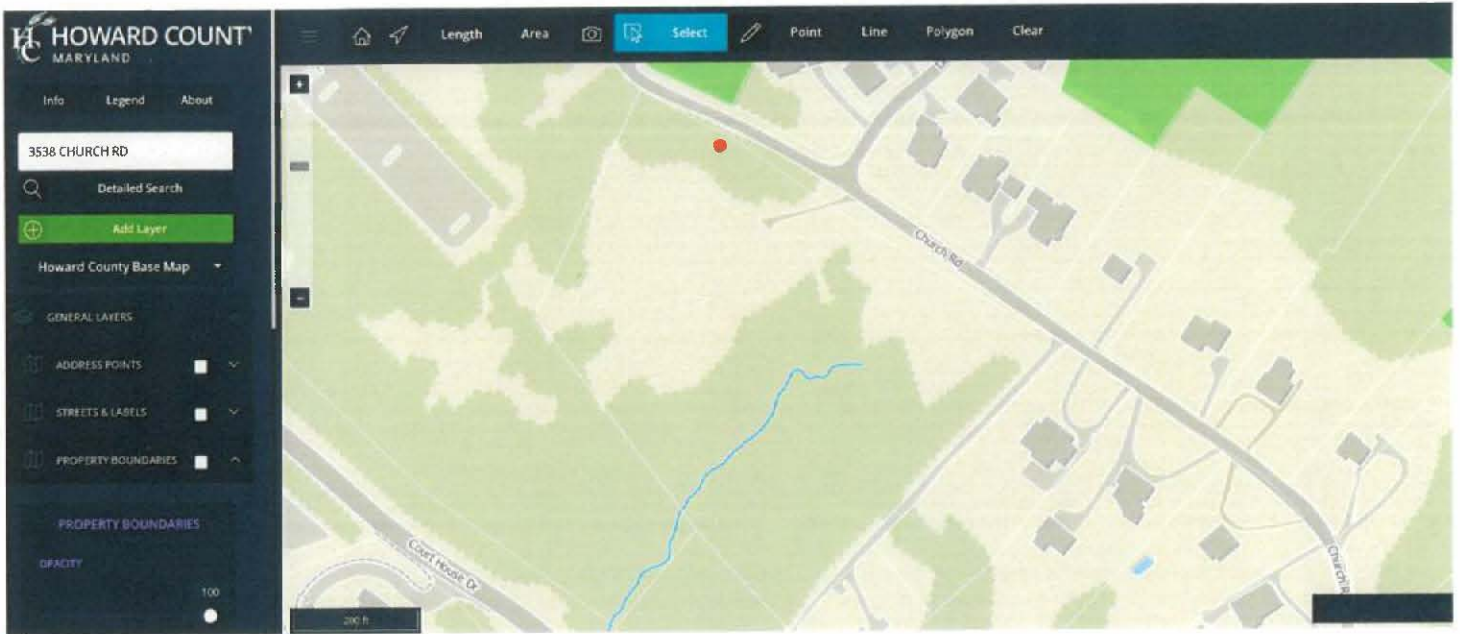 HC HOWARD COUNT
MARYLAND
Info Legend About
3538 CHURCH RD
Detailed Search
Add Layer
Howard County Base Map
GENERAL LAYERS
ADDRESS POINTS
STREETS & LABELS
PROPERTY BOUNDARIES
PROPERTY BOUNDARIES
OPACITY
100
Length Area Select Point Line Polygon Clear
+
-
Church Rd
Court House Dr
Church R
200 ft